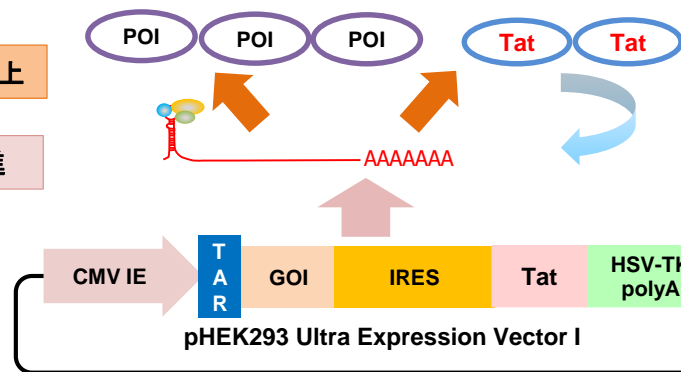 POI POI POI Tat Tat
上
AAAAAAA
CMV IE TAR GOI IRES Tat HSV-TK polyA
pHEK293 Ultra Expression Vector I